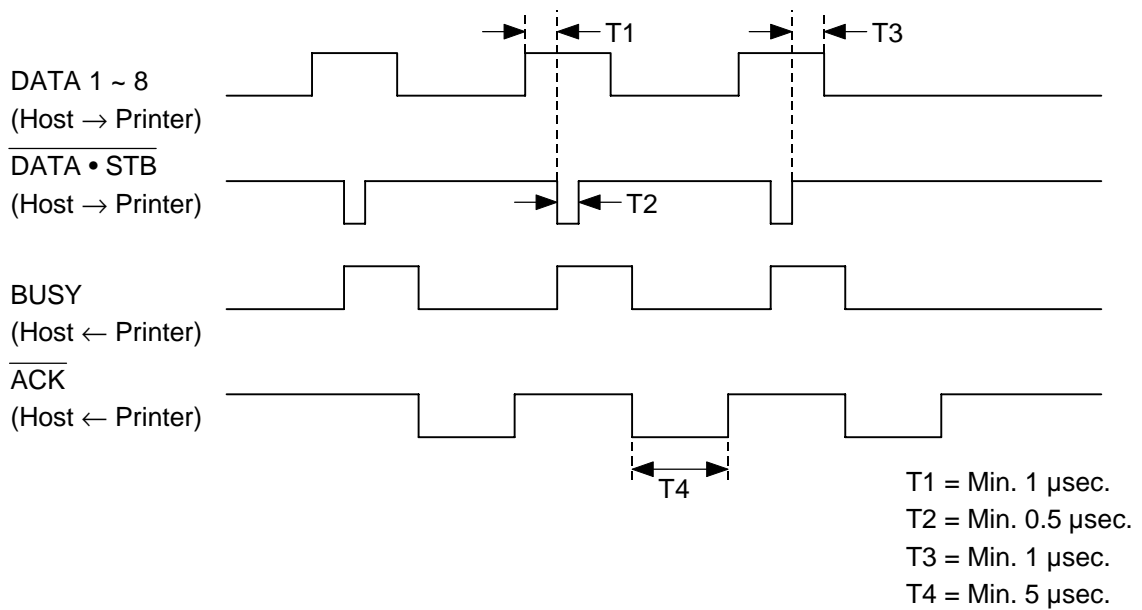 T1
T3
DATA 1 ~ 8
(Host → Printer)
DATA • STB
(Host → Printer)
T2
BUSY
(Host ← Printer)
ACK
(Host ← Printer)
T4
T1 = Min. 1 µsec.
T2 = Min. 0.5 µsec.
T3 = Min. 1 µsec.
T4 = Min. 5 µsec.